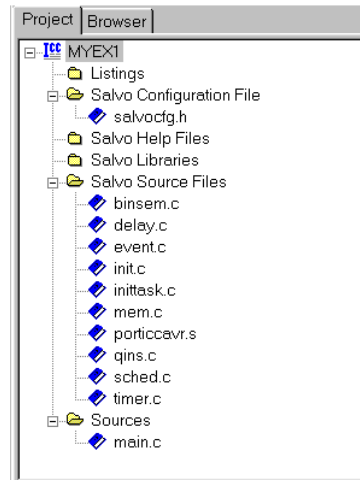 Project Browser
ICC MYEX1
Listings
Salvo Configuration File
salvocfg.h
Salvo Help Files
Salvo Libraries
Salvo Source Files
binsem.c
delay.c
event.c
init.c
inittask.c
mem.c
porticcavr.s
qins.c
sched.c
timer.c
Sources
main.c